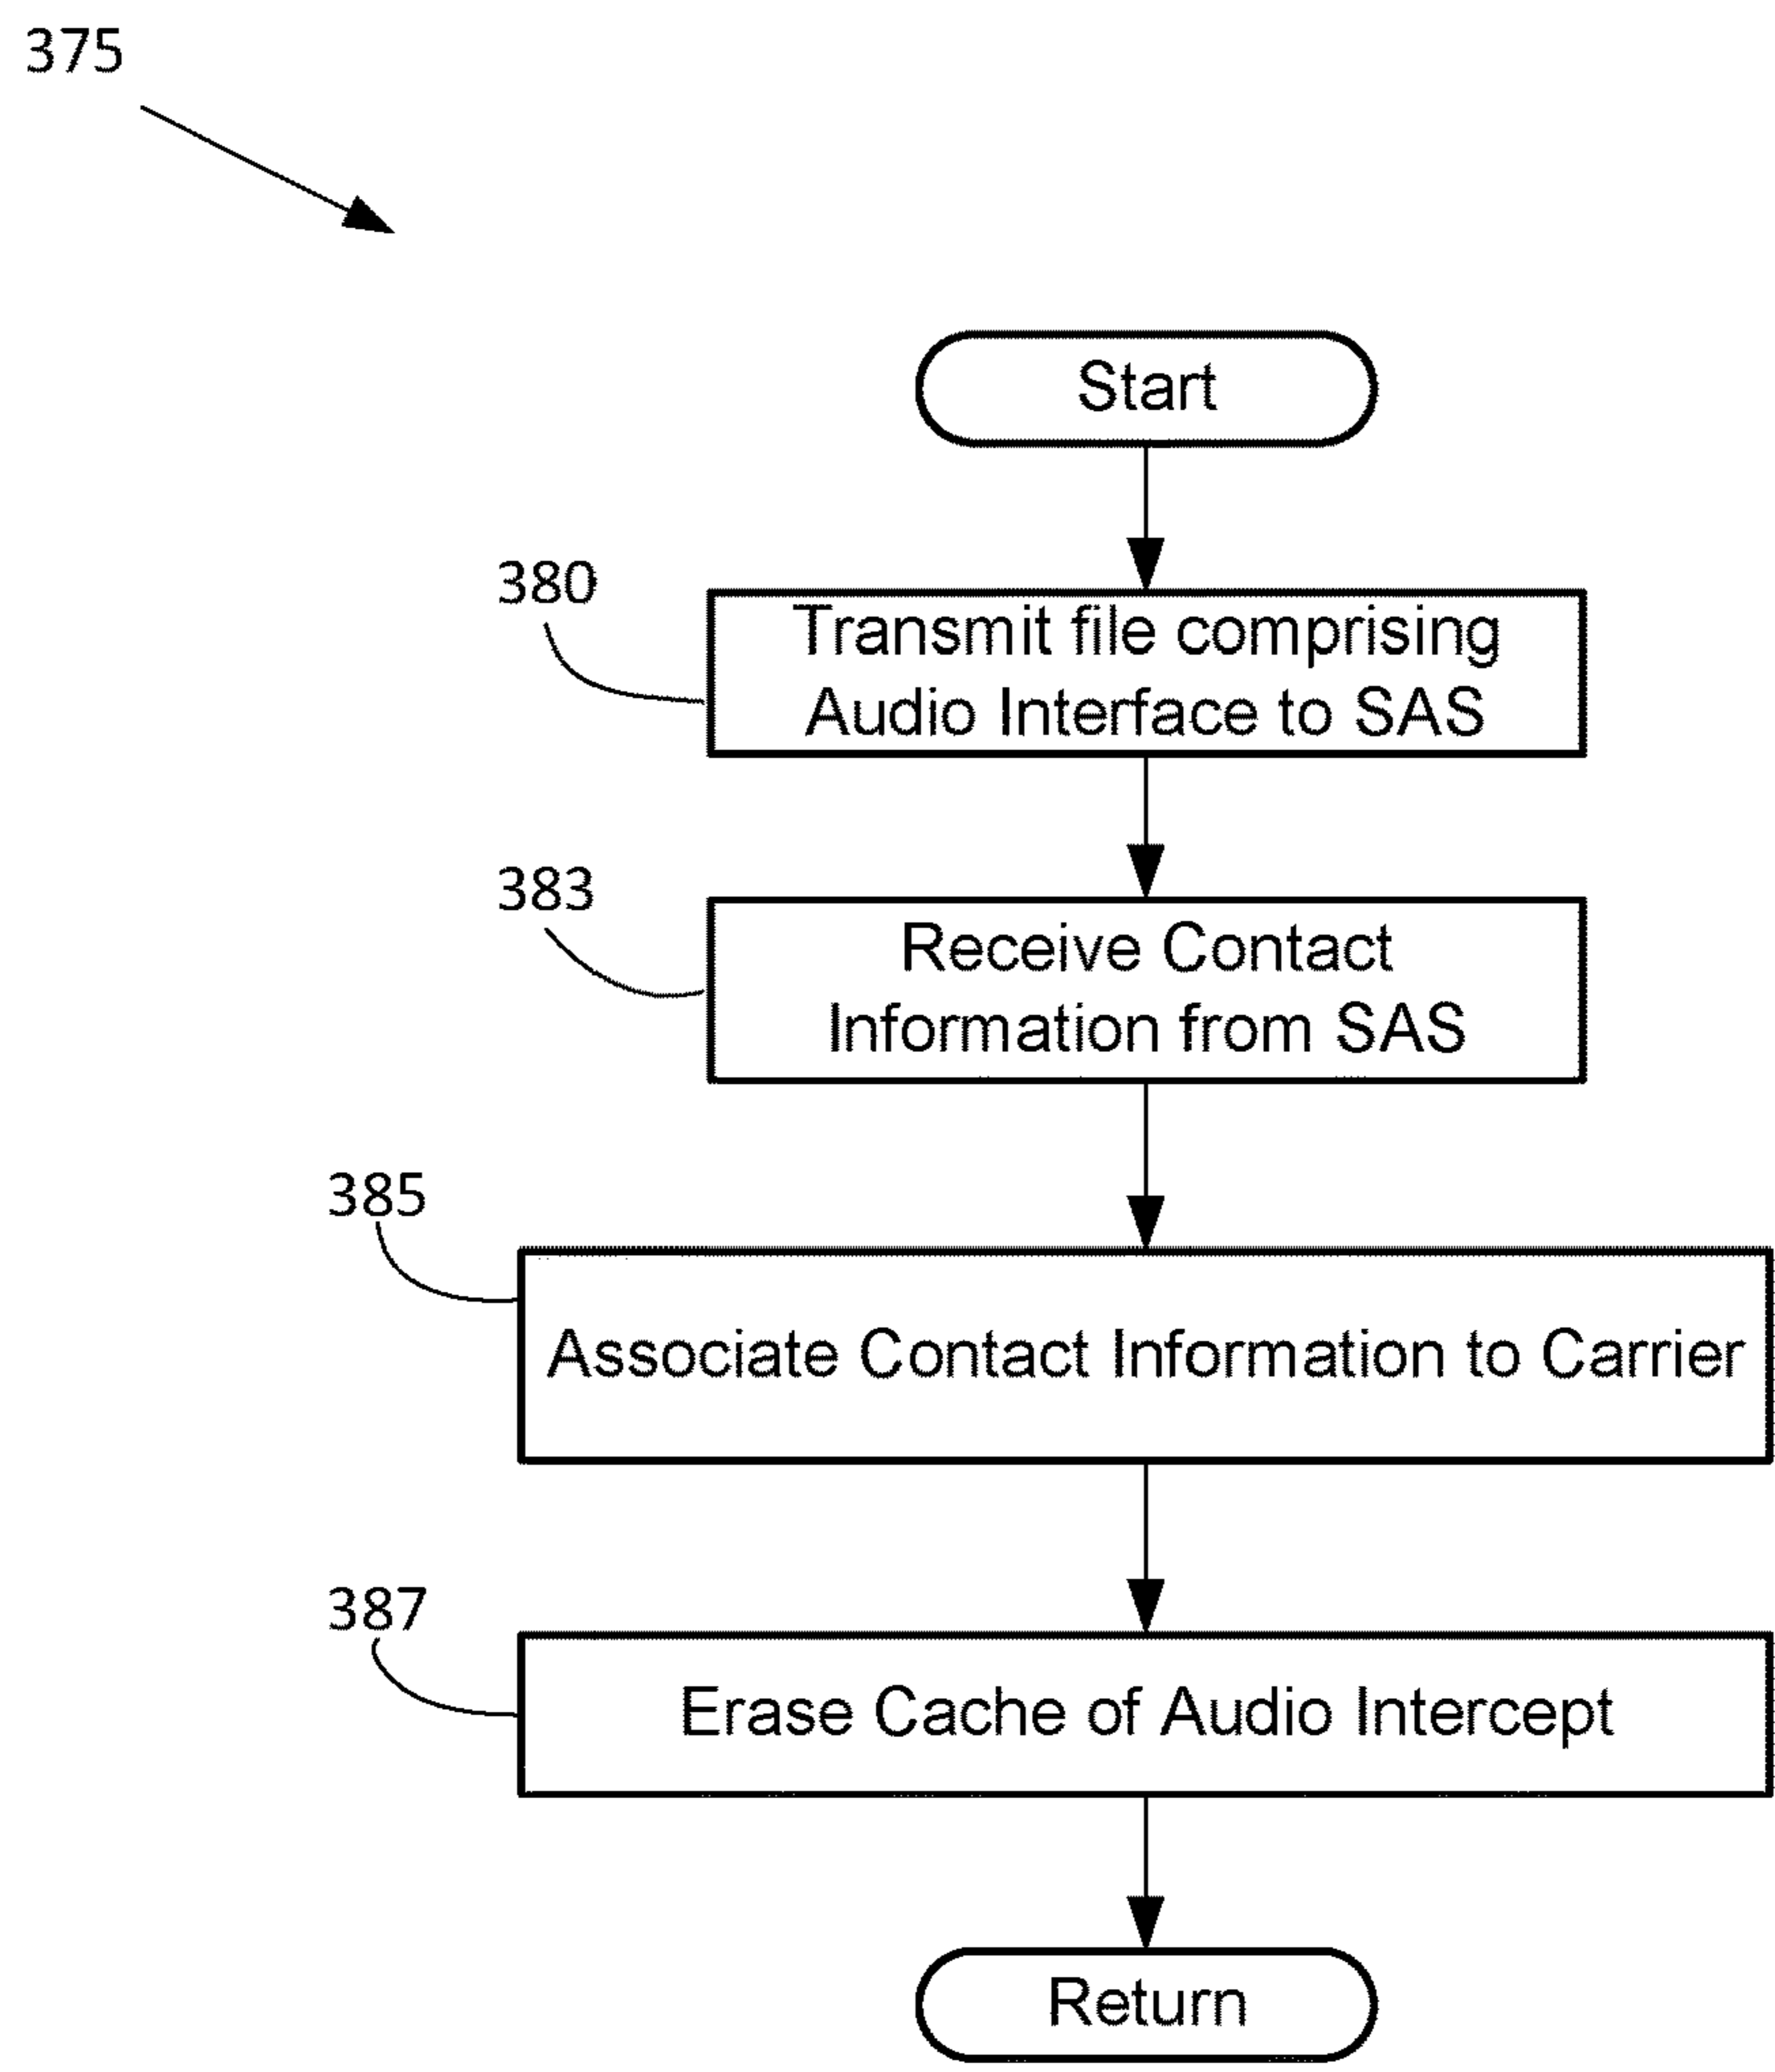 375
Start
380
Transmit file comprising
Audio Interface to SAS
383
Receive Contact
Information from SAS
385
Associate Contact Information to Carrier
387
Erase Cache of Audio Intercept
Return